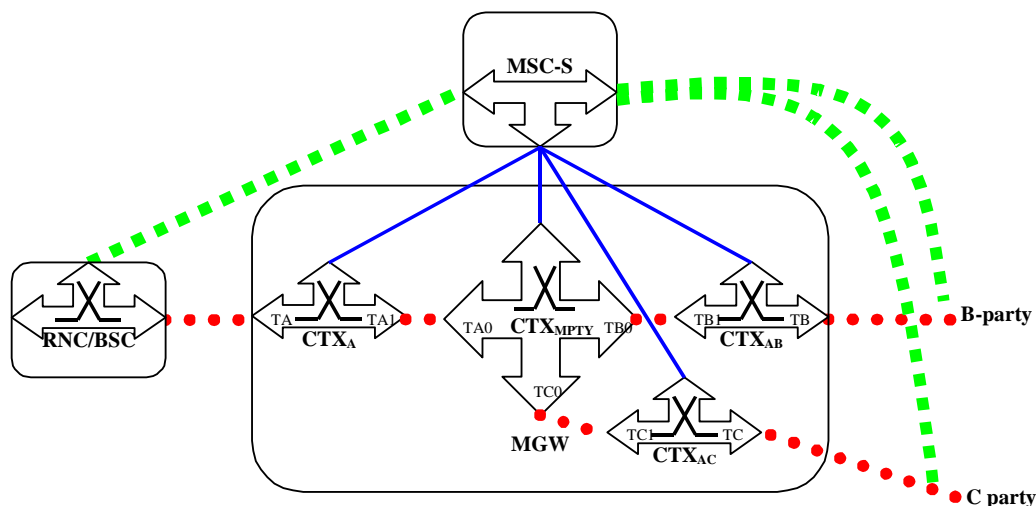 MSC-S
RNC/BSC
TA TA1
CTXA
TA0 CTXMPTY TB0
TC0
TB1 TB
CTXAB
B-party
MGW
TC1 TC
CTXAC
C party